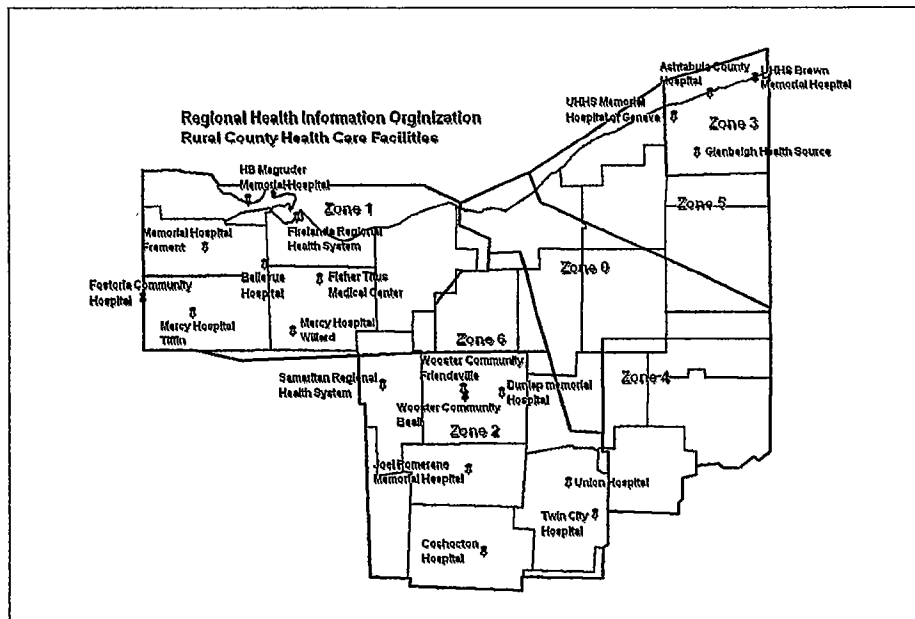 Ashtabula County
Hospital
UHHS Brown
Memorial Hospital
UHHS Memorial
Hospital of Geneva
Zone 3
Regional Health Information Orginization
Rural County Health Care Facilities
Glenbeigh Health Source
HB Magruder
Memorial Hospital
Zone 1
Zone 5
Memorial Hospital
Fremont
Firelands Regional
Health System
Zone 0
Fostoria Community
Hospital
Bellevue
Hospital
Fisher Titus
Medical Center
Mercy Hospital
Tiffin
Mercy Hospital
Willard
Zone 6
Samaritan Regional
Health System
Wooster Community
Friendsville
Dunlap memorial
Hospital
Zone 4
Wooster Community
Beall
Zone 2
Joel Pomerene
Memorial Hospital
Union Hospital
Twin City
Hospital
Coshocton
Hospital